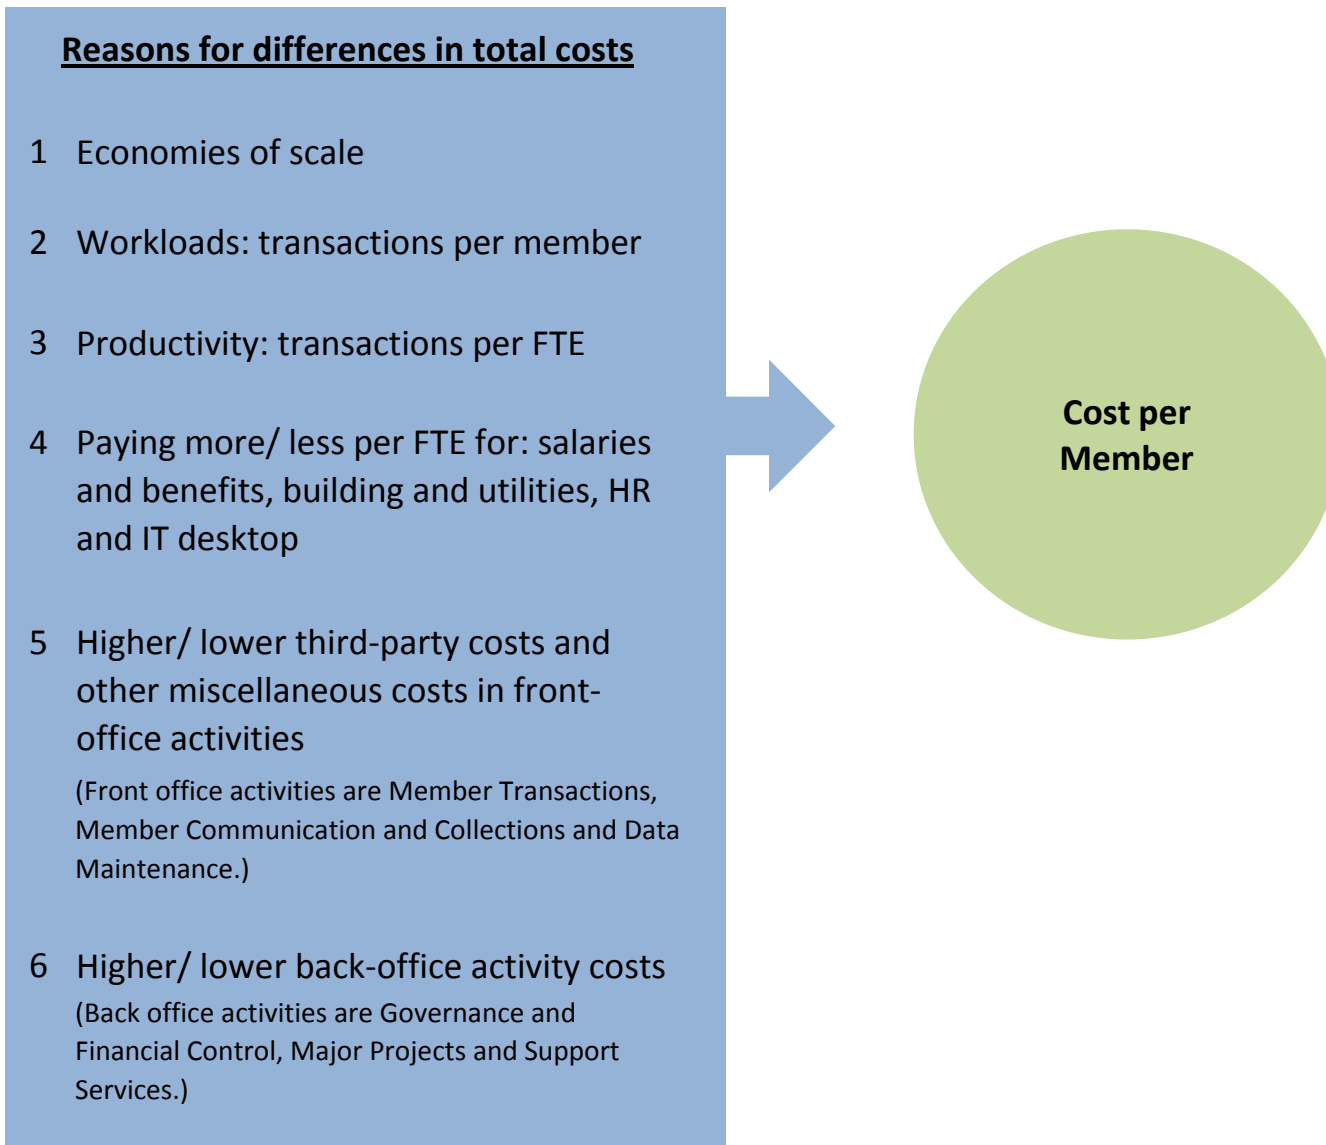 Reasons for differences in total costs
1 Economies of scale
2 Workloads: transactions per member
3 Productivity: transactions per FTE
4 Paying more/ less per FTE for: salaries
and benefits, building and utilities, HR
and IT desktop
5 Higher/ lower third-party costs and
other miscellaneous costs in front-
office activities
(Front office activities are Member Transactions,
Member Communication and Collections and Data
Maintenance.)
6 Higher/ lower back-office activity costs
(Back office activities are Governance and
Financial Control, Major Projects and Support
Services.)
Cost per
Member